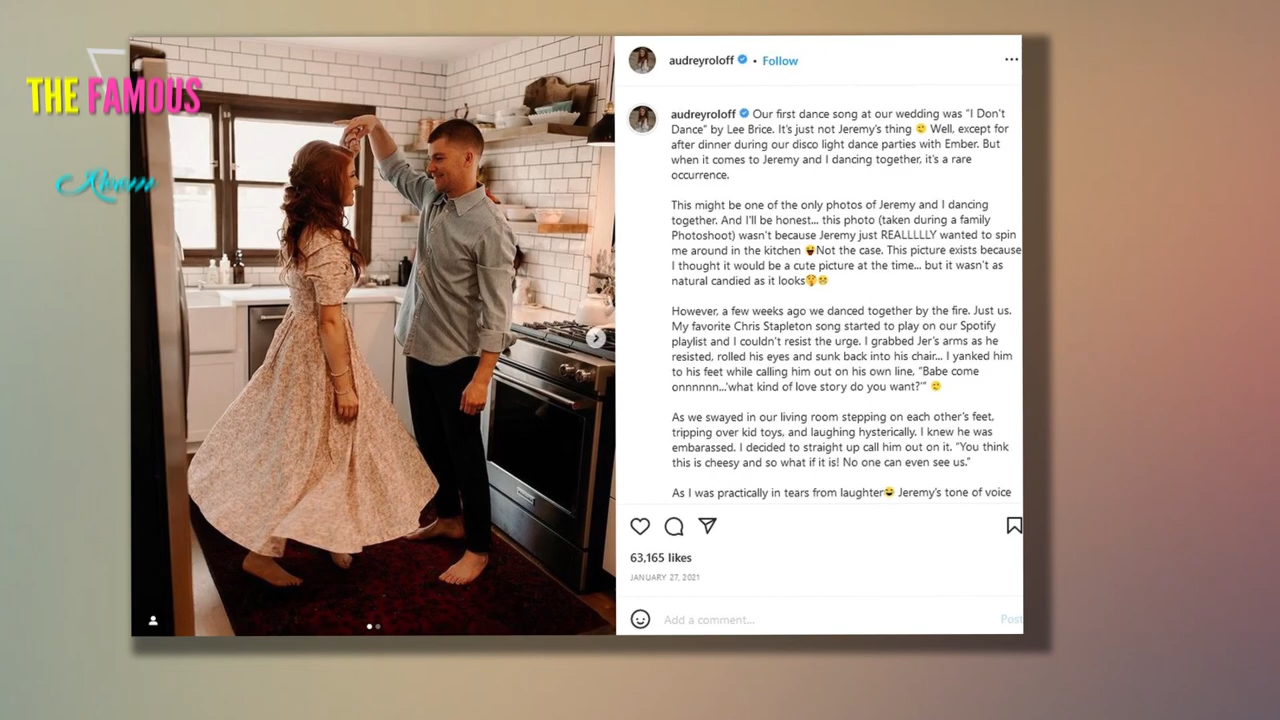 THE FAMOUS
audreyroloff • Follow
audreyroloff Our first dance song at our wedding was "I Don't
Dance" by Lee Brice. It's just not Jeremy's thing 🙂 Well, except for
after dinner during our disco light dance parties with Ember. But
when it comes to Jeremy and I dancing together, it's a rare
occurrence.
This might be one of the only photos of Jeremy and I dancing
together. And I'll be honest... this photo (taken during a family
Photoshoot) wasn't because Jeremy just REALLLLLY wanted to spin
me around in the kitchen 😜Not the case. This picture exists because
I thought it would be a cute picture at the time... but it wasn't as
natural candied as it looks🤫😬
However, a few weeks ago we danced together by the fire. Just us.
My favorite Chris Stapleton song started to play on our Spotify
playlist and I couldn't resist the urge. I grabbed Jer's arms as he
resisted, rolled his eyes and sunk back into his chair... I yanked him
to his feet while calling him out on his own line, "Babe come
onnnnnn...'what kind of love story do you want?'" 🙂
As we swayed in our living room stepping on each other's feet,
tripping over kid toys, and laughing hysterically, I knew he was
embarassed. I decided to straight up call him out on it. "You think
this is cheesy and so what if it is! No one can even see us."
As I was practically in tears from laughter😂 Jeremy's tone of voice
63,165 likes
JANUARY 27, 2021
Add a comment...
Post